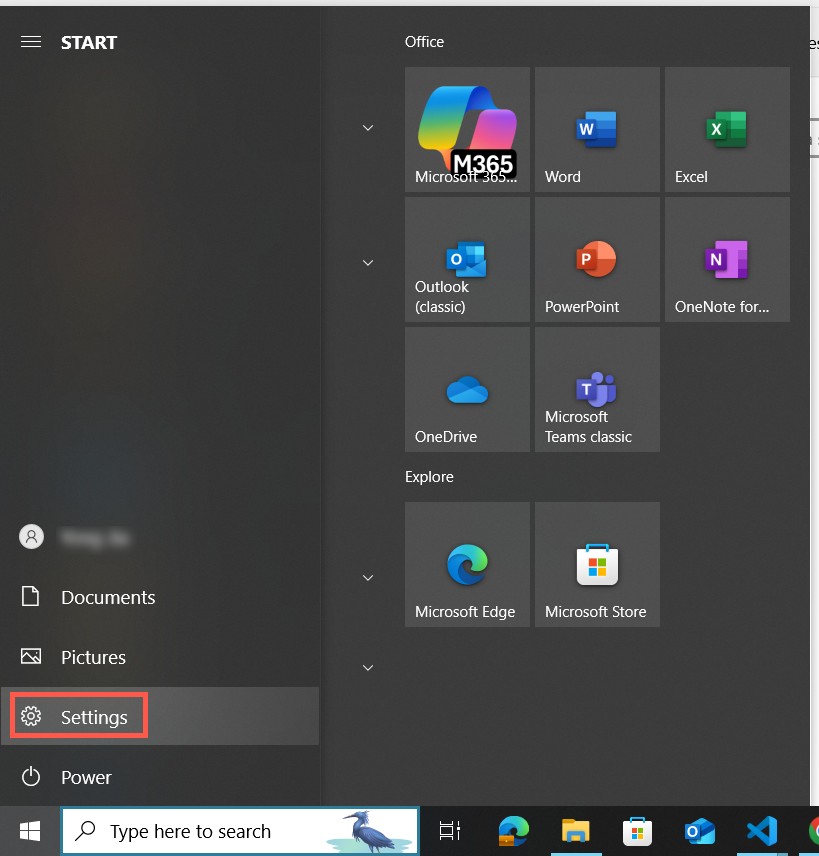 START
Office
M365
Microsoft 365...
W
Word
X
Excel
O
Outlook
(classic)
P
PowerPoint
N
OneNote for...
OneDrive
T
Microsoft
Teams classic
Explore
Microsoft Edge
Microsoft Store
Documents
Pictures
Settings
Power
Type here to search
O